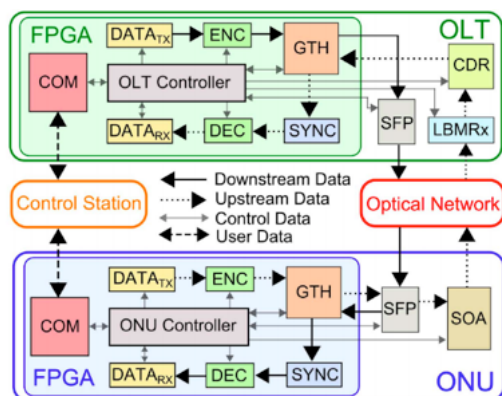 FPGA
OLT
DATATX
ENC
GTH
CDR
COM
OLT Controller
DATARX
DEC
SYNC
SFP
LBMRx
Control Station
Downstream Data
Upstream Data
Control Data
User Data
Optical Network
DATATX
ENC
GTH
SFP
SOA
COM
ONU Controller
DATARX
DEC
SYNC
FPGA
ONU